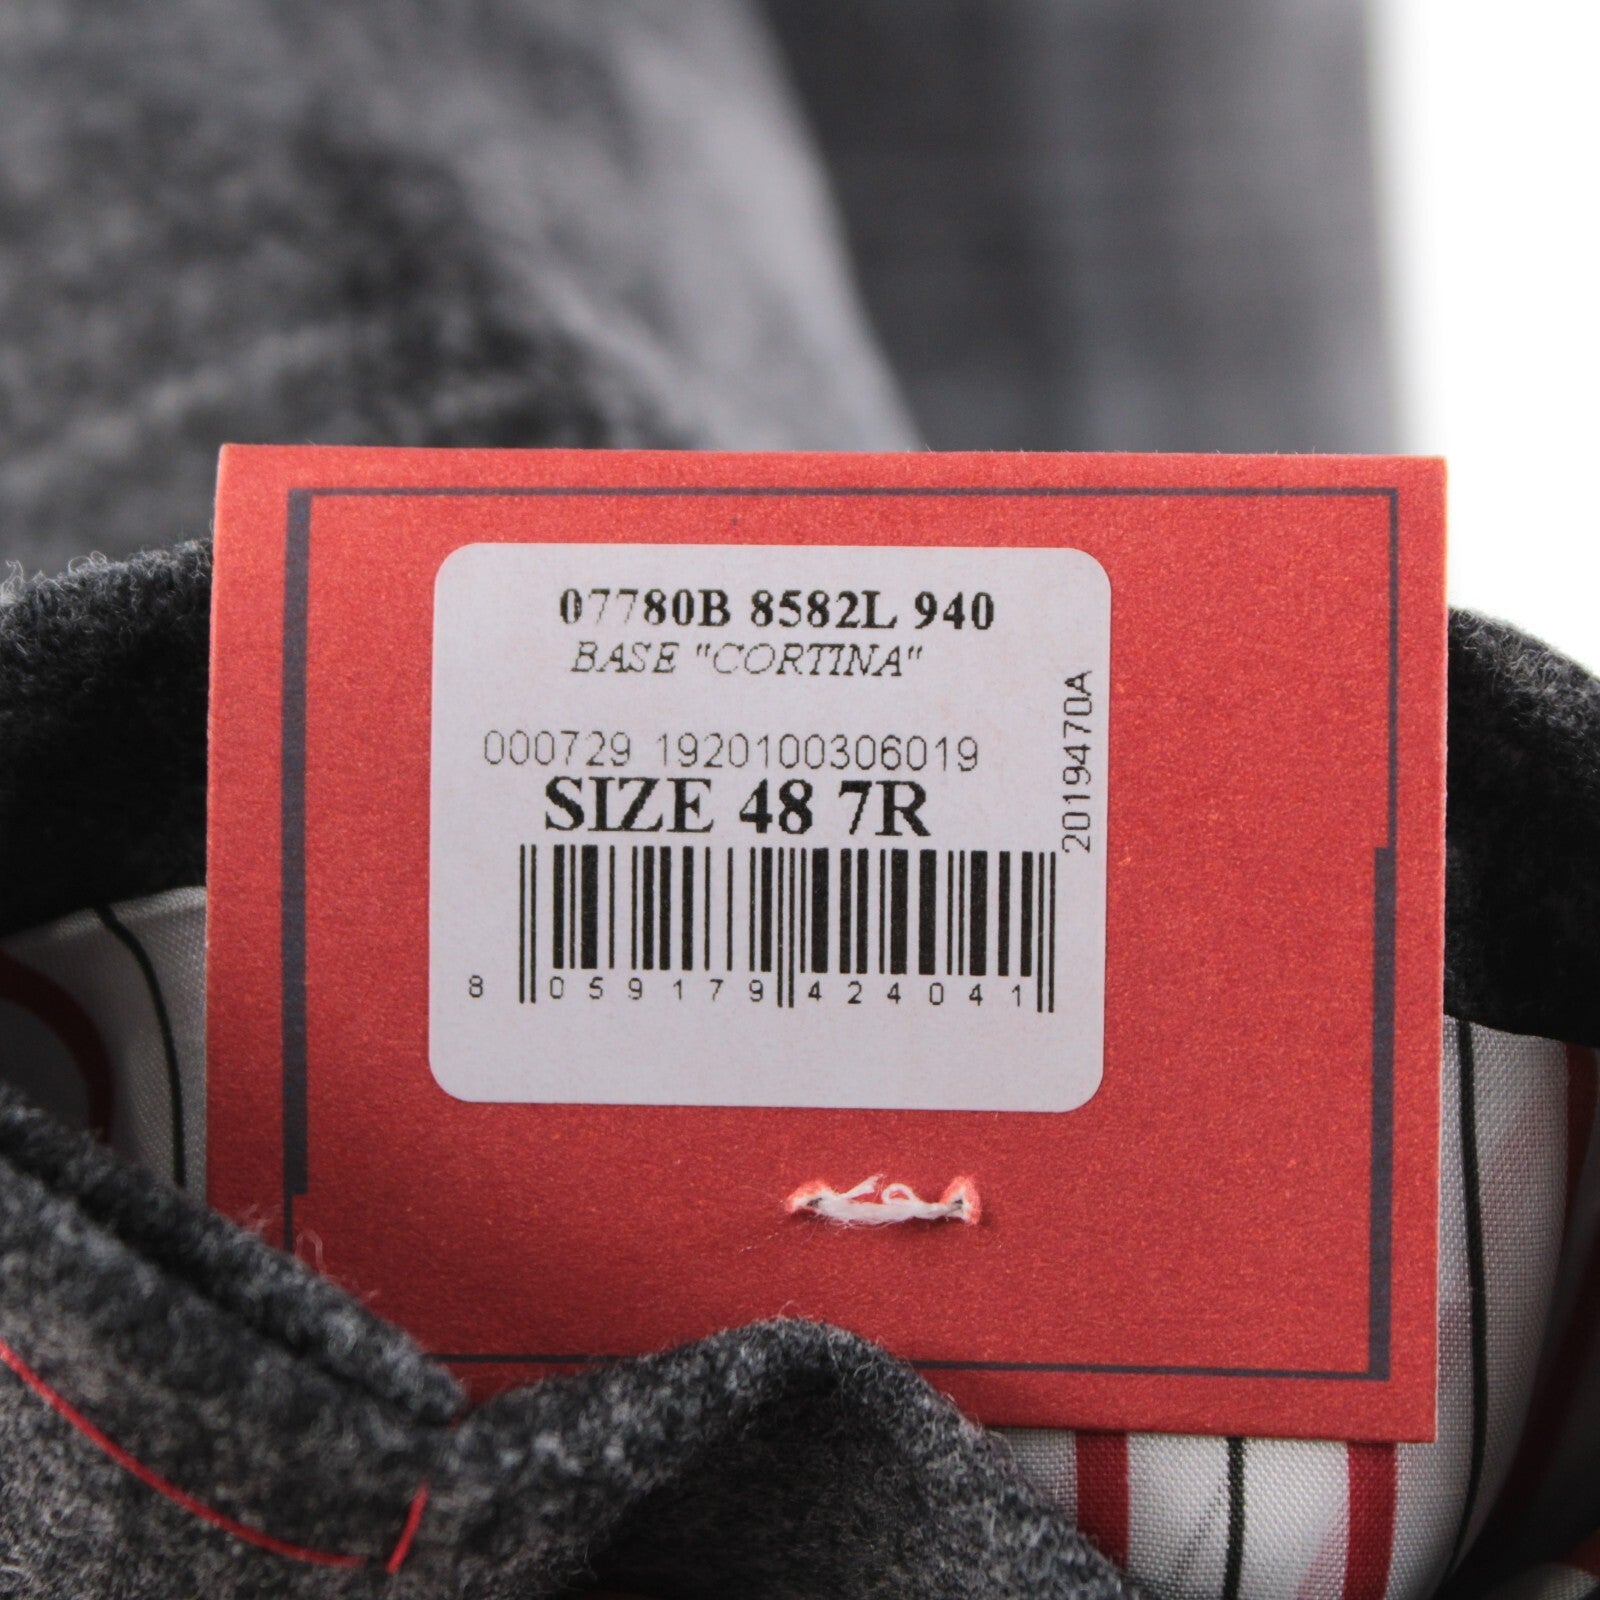 07780B 8582L 940
BASE "CORTINA"
000729 1920100306019
SIZE 48 7R
2019470A
8 059179 424041